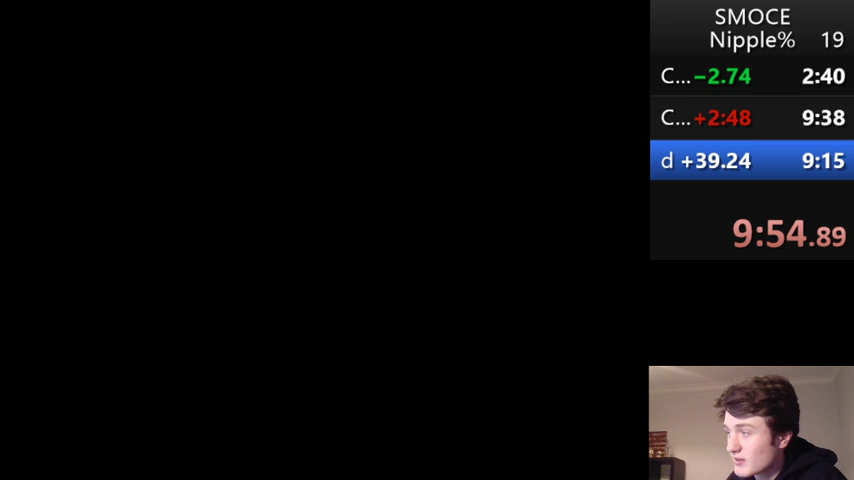 SMOCE
Nipple% 19
C... −2.74 2:40
C... +2:48 9:38
d +39.24 9:15
9:54.89